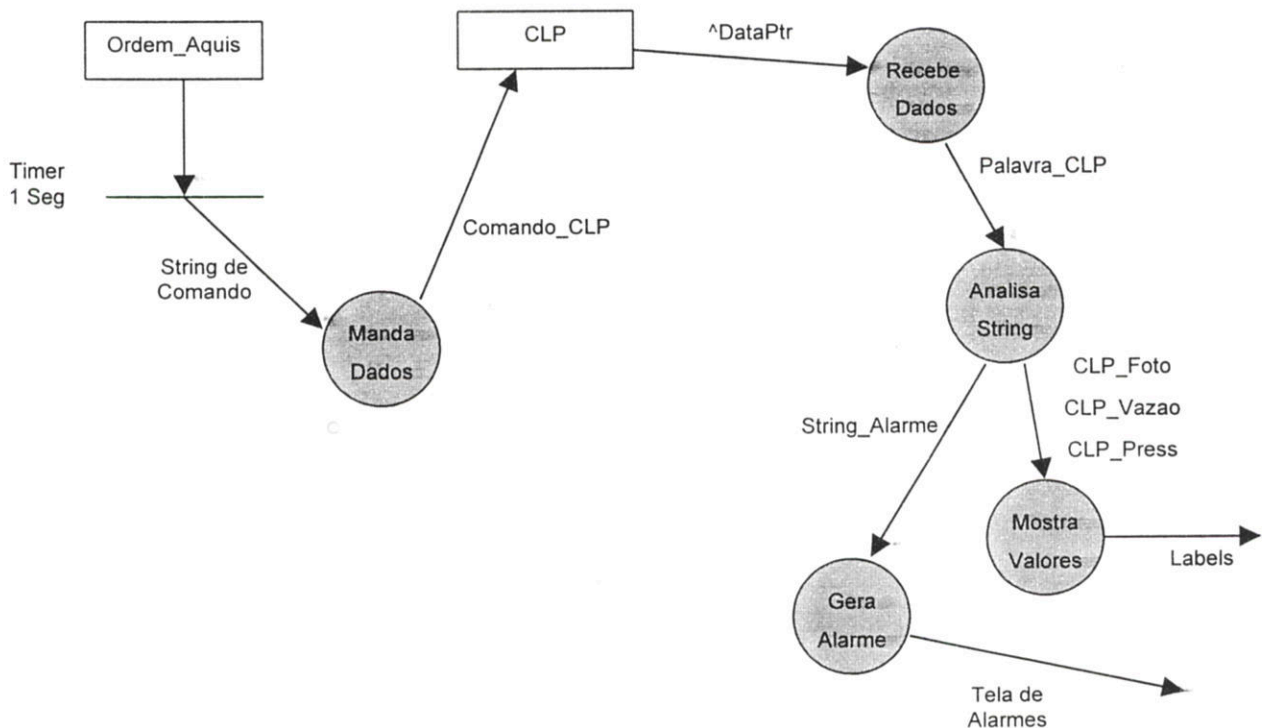 Ordem_Aquis
CLP
^DataPtr
Recebe
Dados
Timer
1 Seg
Palavra_CLP
Comando_CLP
String de
Comando
Manda
Dados
Analisa
String
CLP_Foto
CLP_Vazao
CLP_Press
String_Alarme
Mostra
Valores
Labels
Gera
Alarme
Tela de
Alarmes